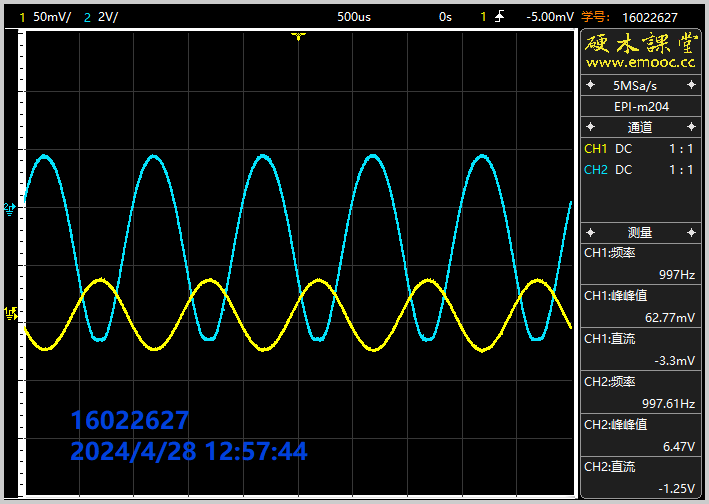 1 50mV/ 2 2V/ 500us 0s 1 -5.00mV 学号: 16022627
硬木課堂
www.emooc.cc
5MSa/s
EPI-m204
通道
CH1 DC 1 : 1
CH2 DC 1 : 1
测量
CH1:频率
997Hz
CH1:峰峰值
62.77mV
CH1:直流
-3.3mV
CH2:频率
997.61Hz
CH2:峰峰值
6.47V
CH2:直流
-1.25V
2
1
16022627
2024/4/28 12:57:44